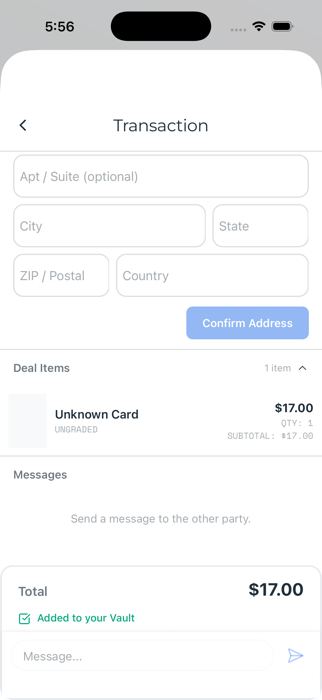 5:56
Transaction
Apt / Suite (optional)
City State
ZIP / Postal Country
Confirm Address
Deal Items 1 item
Unknown Card $17.00
UNGRADED QTY: 1
SUBTOTAL: $17.00
Messages
Send a message to the other party.
Total $17.00
Added to your Vault
Message...